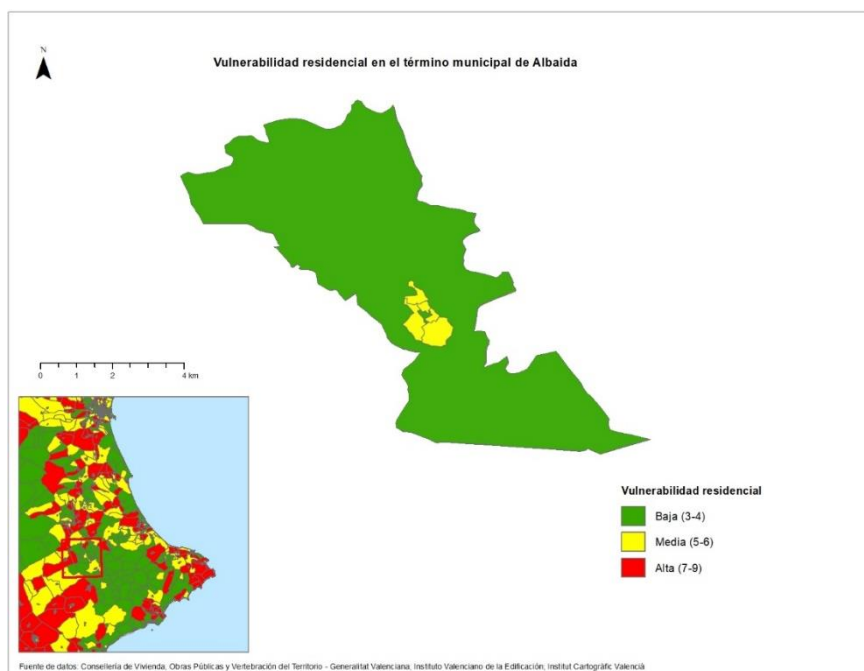 N
Vulnerabilidad residencial en el término municipal de Albaida
0 1 2 4 km
Vulnerabilidad residencial
Baja (3-4)
Media (5-6)
Alta (7-9)
Fuente de datos: Consellería de Vivienda, Obras Públicas y Vertebración del Territorio - Generalitat Valenciana; Instituto Valenciano de la Edificación; Institut Cartogràfic Valencià